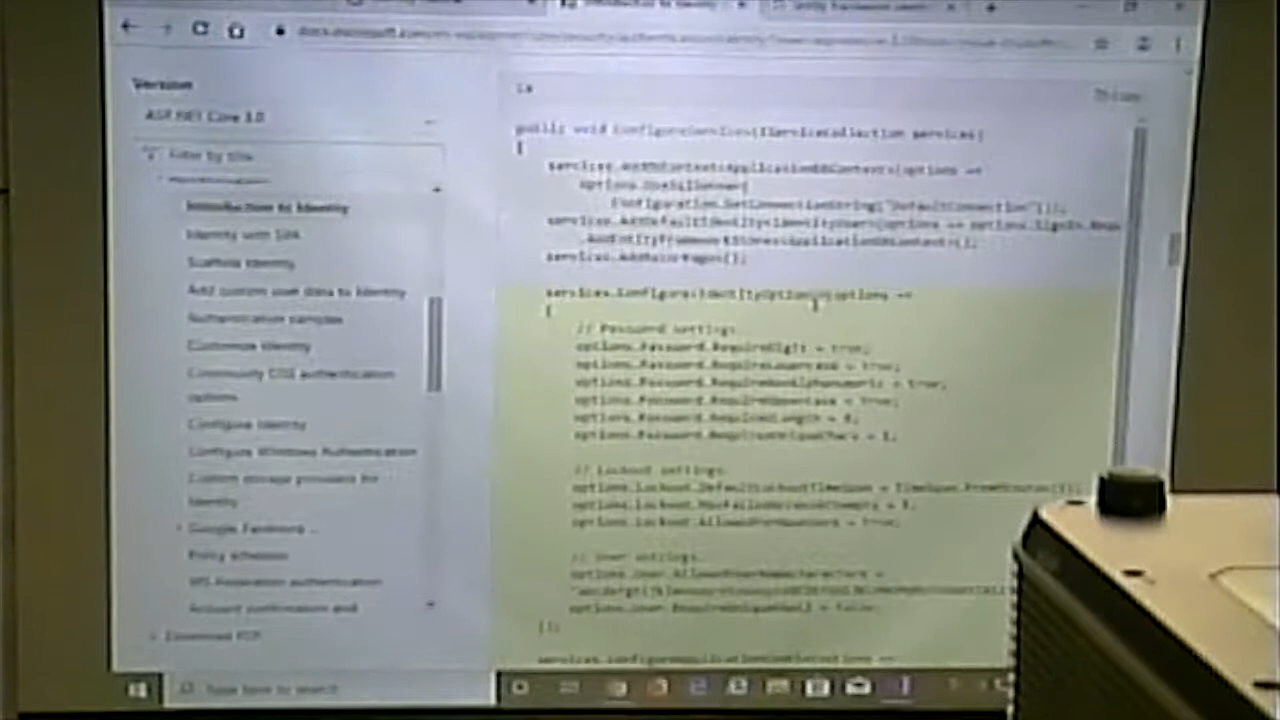 Version
ASP.NET Core 3.0
Filter by title
Introduction to Identity
Identity with SPA
Scaffold Identity
Add custom user data to Identity
Authentication samples
Customize Identity
Community OSS authentication
options
Configure Identity
Configure Windows Authentication
Custom storage providers for
Identity
Google, Facebook ...
Policy schemes
WS-Federation authentication
Account confirmation and
Download PDF
C#
Copy
public void ConfigureServices(IServiceCollection services)
{
services.AddDbContext<ApplicationDbContext>(options =>
options.UseSqlServer(
Configuration.GetConnectionString("DefaultConnection")));
services.AddDefaultIdentity<IdentityUser>(options => options.SignIn.Requ
.AddEntityFrameworkStores<ApplicationDbContext>();
services.AddRazorPages();
services.Configure<IdentityOptions>(options =>
{
// Password settings.
options.Password.RequireDigit = true;
options.Password.RequireLowercase = true;
options.Password.RequireNonAlphanumeric = true;
options.Password.RequireUppercase = true;
options.Password.RequiredLength = 6;
options.Password.RequiredUniqueChars = 1;
// Lockout settings.
options.Lockout.DefaultLockoutTimeSpan = TimeSpan.FromMinutes(5);
options.Lockout.MaxFailedAccessAttempts = 5;
options.Lockout.AllowedForNewUsers = true;
// User settings.
options.User.AllowedUserNameCharacters =
options.User.RequireUniqueEmail = false;
});
services.ConfigureApplicationCookie(options =>
Type here to search